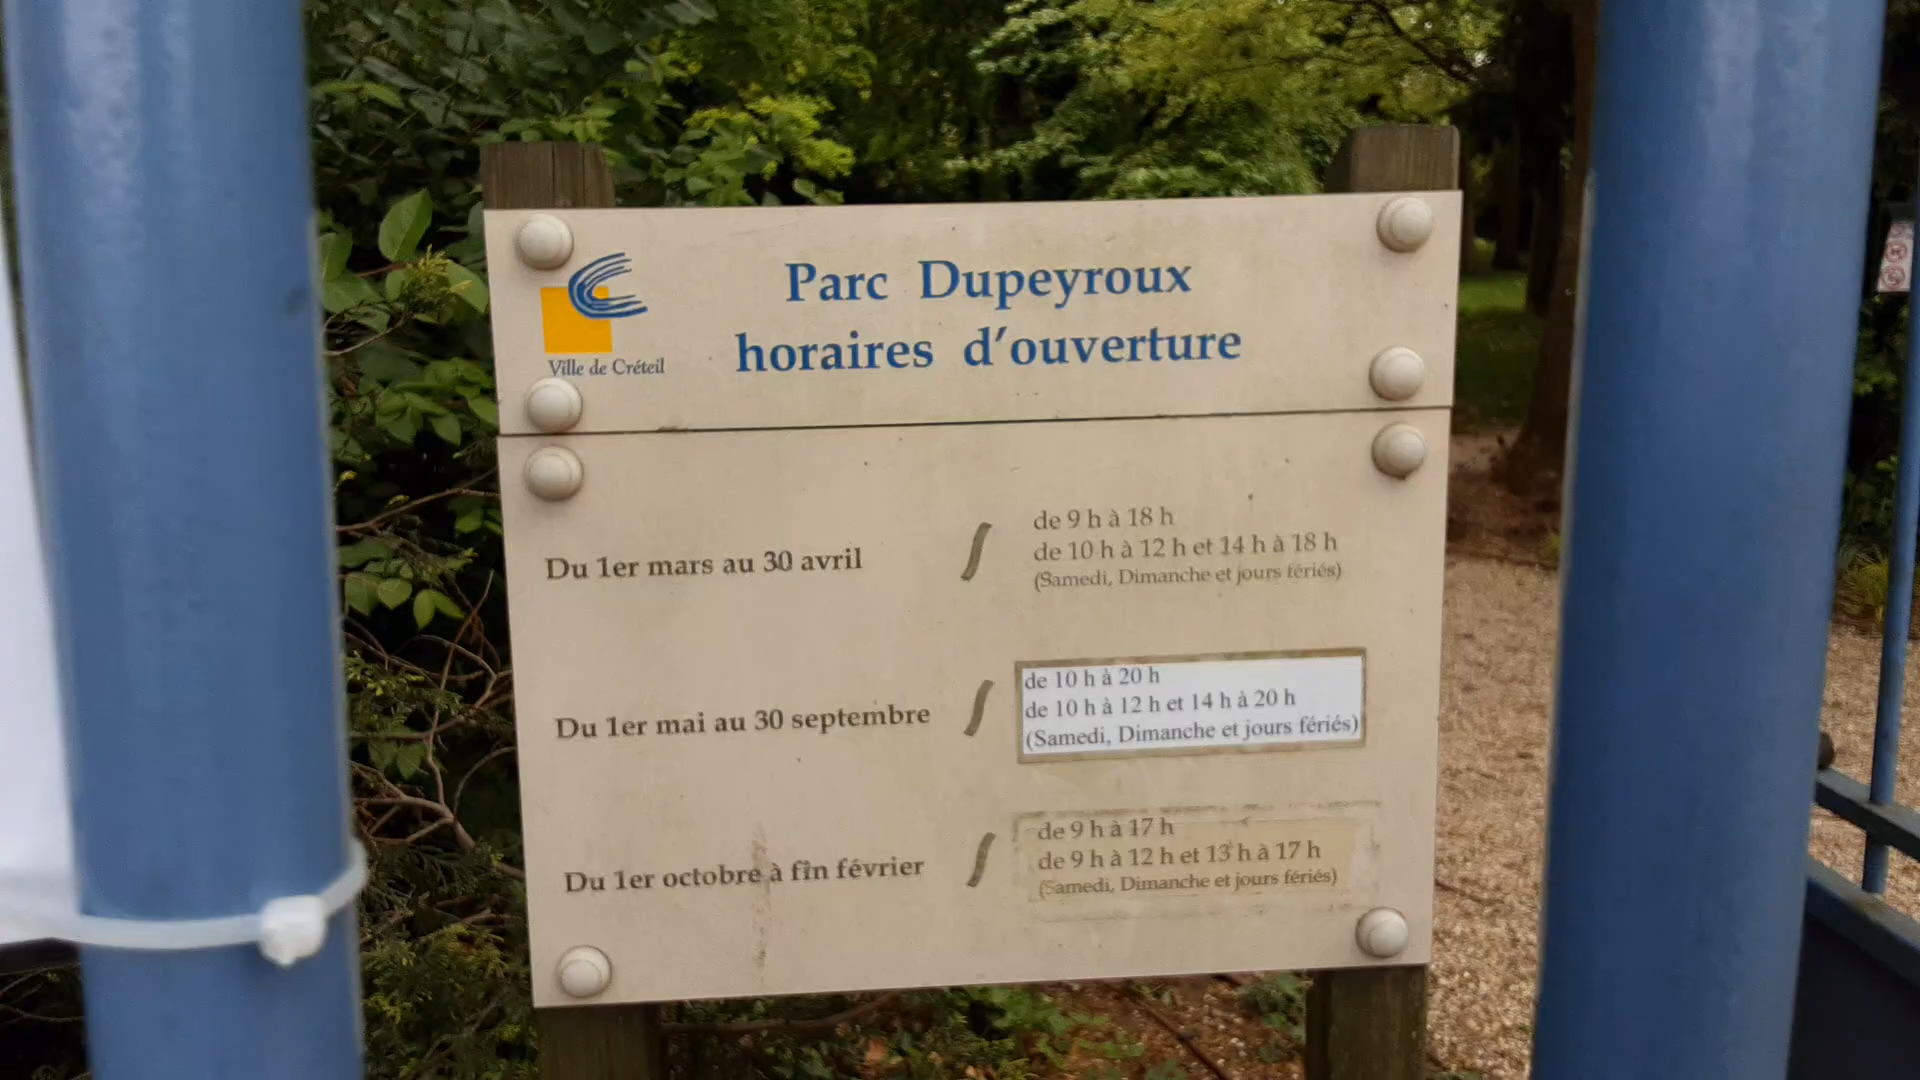 Parc Dupeyroux
horaires d'ouverture
Ville de Créteil
Du 1er mars au 30 avril
de 9 h à 18 h
de 10 h à 12 h et 14 h à 18 h
(Samedi, Dimanche et jours fériés)
Du 1er mai au 30 septembre
de 10 h à 20 h
de 10 h à 12 h et 14 h à 20 h
(Samedi, Dimanche et jours fériés)
Du 1er octobre à fin février
de 9 h à 17 h
de 9 h à 12 h et 13 h à 17 h
(Samedi, Dimanche et jours fériés)